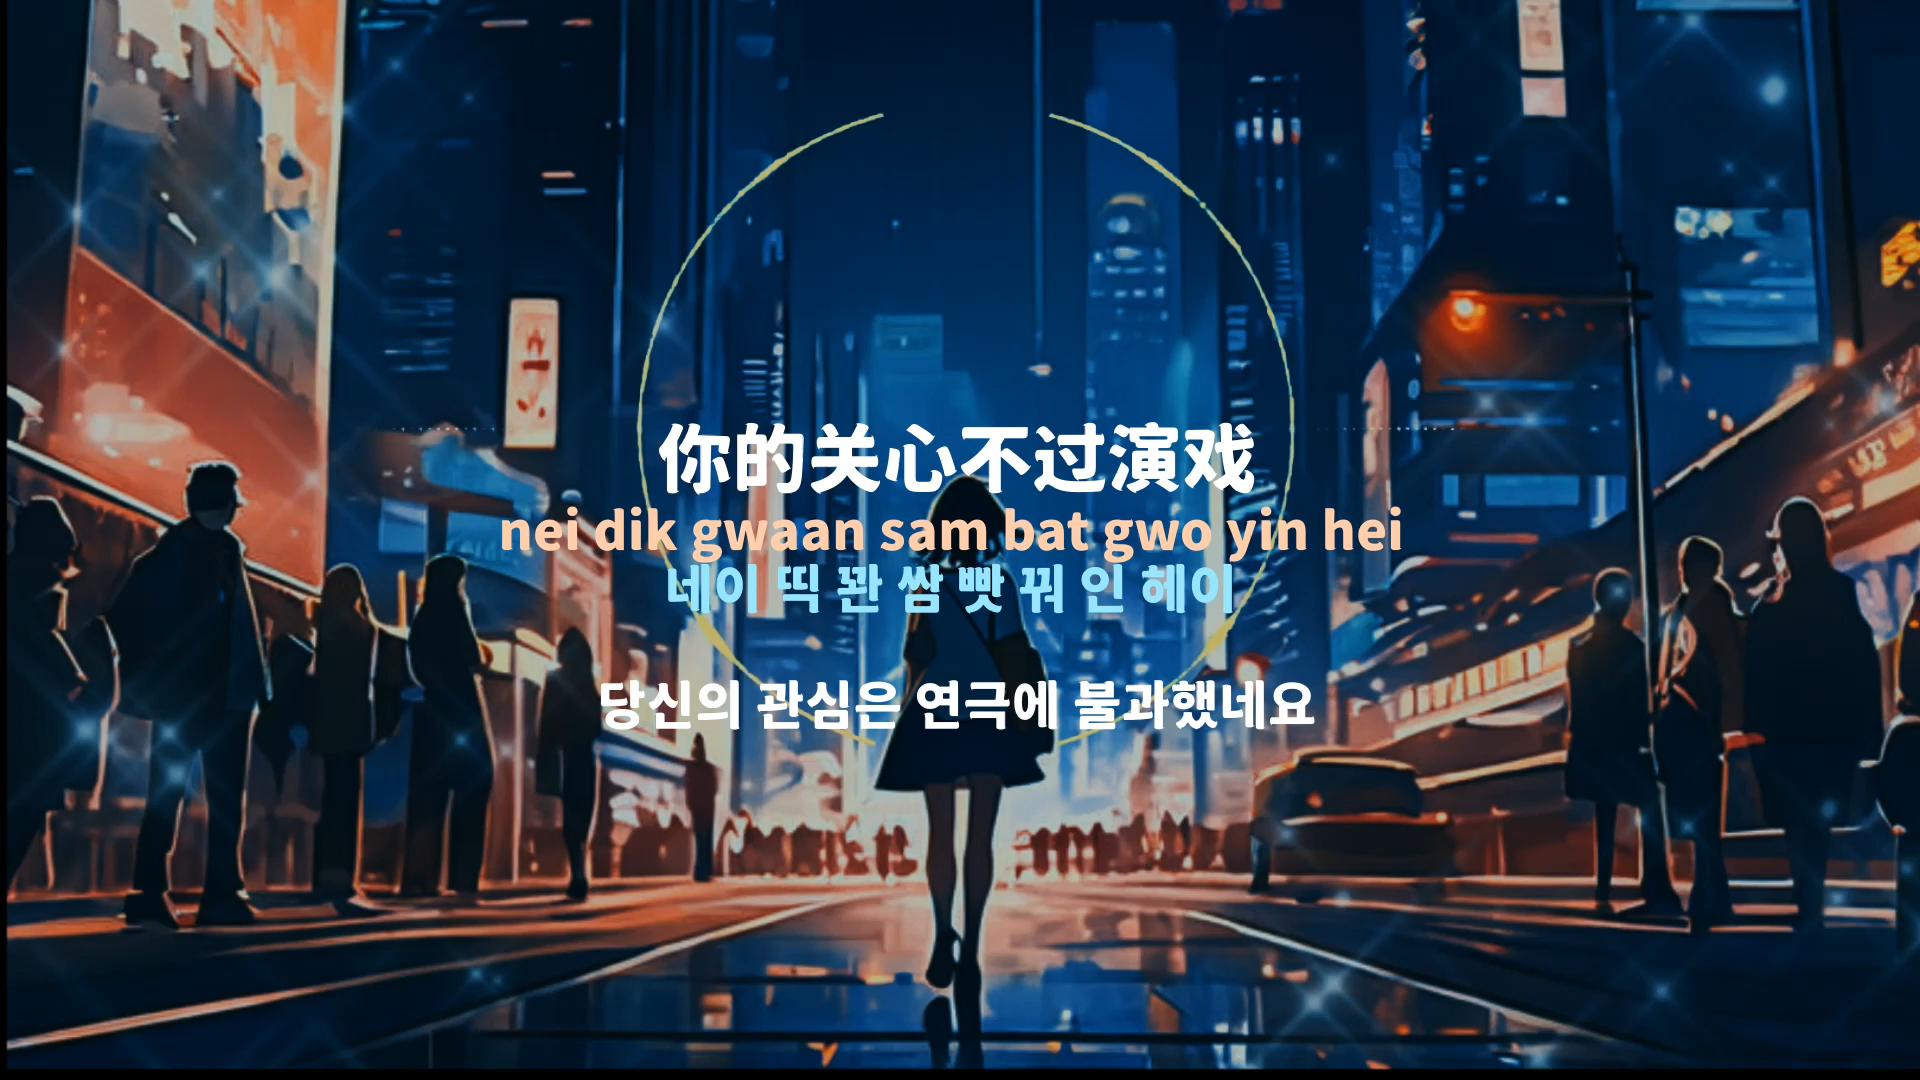 你的关心不过演戏
nei dik gwaan sam bat gwo yin hei
네이 띡 꽌 쌈 빳 꿔 인 헤이
당신의 관심은 연극에 불과했네요